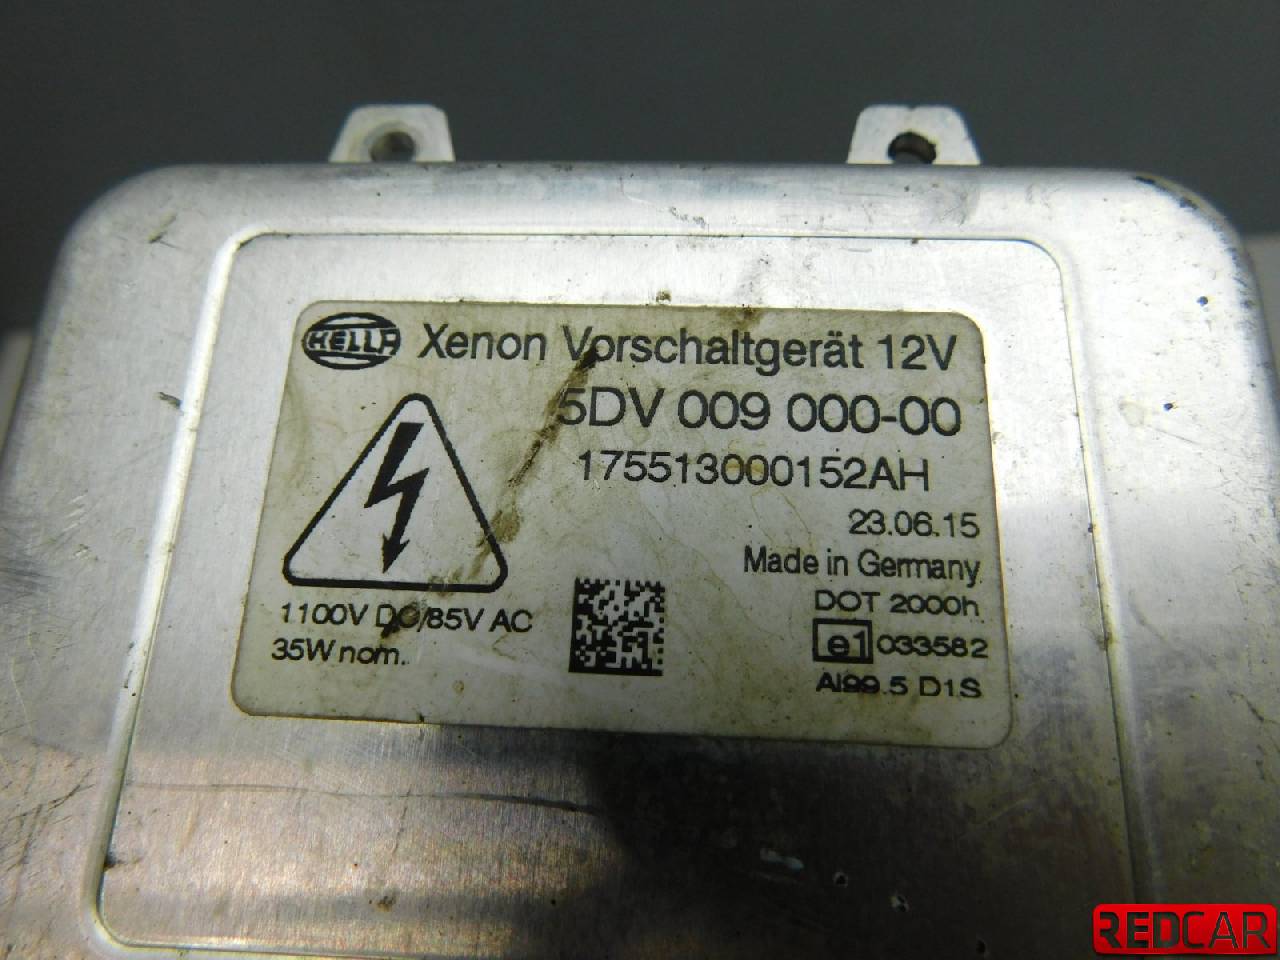 HELLA Xenon Vorschaltgerät 12V
5DV 009 000-00
175513000152AH
23.06.15
Made in Germany
DOT 2000h
1100V DC/85V AC
e1 033582
35W nom.
AI99.5 D1S
REDCAR